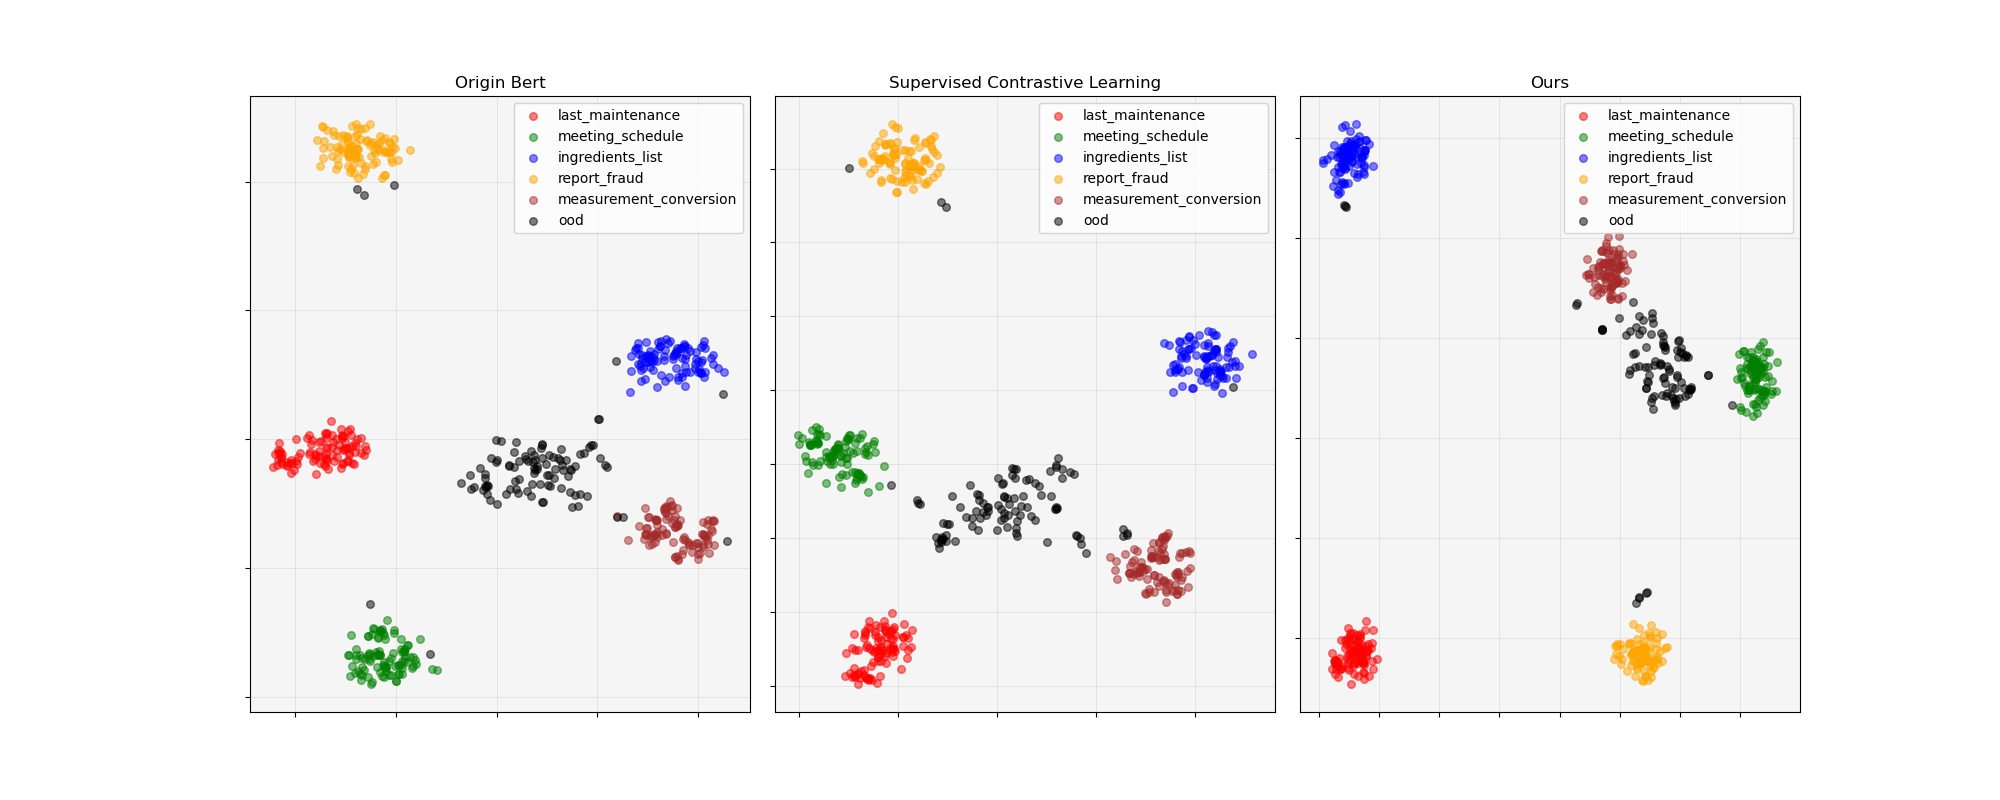 Origin Bert
last_maintenance
meeting_schedule
ingredients_list
report_fraud
measurement_conversion
ood
Supervised Contrastive Learning
last_maintenance
meeting_schedule
ingredients_list
report_fraud
measurement_conversion
ood
Ours
last_maintenance
meeting_schedule
ingredients_list
report_fraud
measurement_conversion
ood